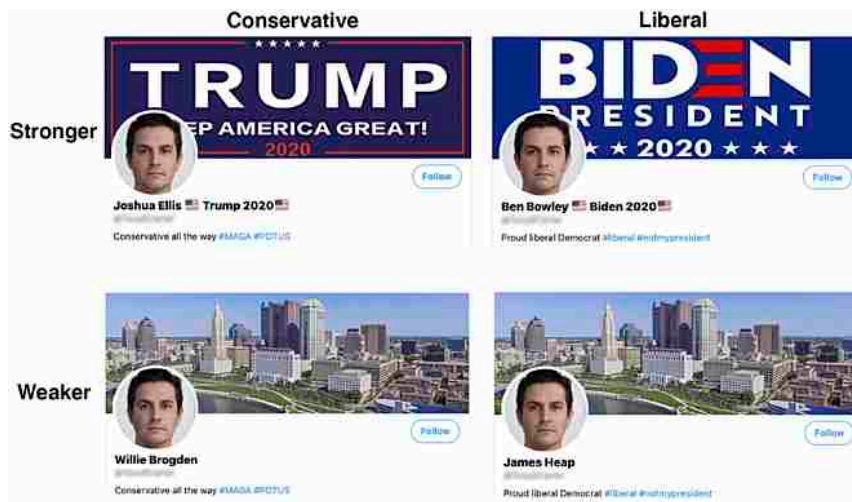 Conservative
Liberal
Stronger
TRUMP
EP AMERICA GREAT!
2020
Follow
Joshua Ellis 🇺🇸 Trump 2020🇺🇸
Conservative all the way #MAGA #POTUS
BIDEN
PRESIDENT
2020
Follow
Ben Bowley 🇺🇸 Biden 2020🇺🇸
Proud liberal Democrat #liberal #notmypresident
Weaker
Follow
Willie Brogden
Conservative all the way #MAGA #POTUS
Follow
James Heap
Proud liberal Democrat #liberal #notmypresident